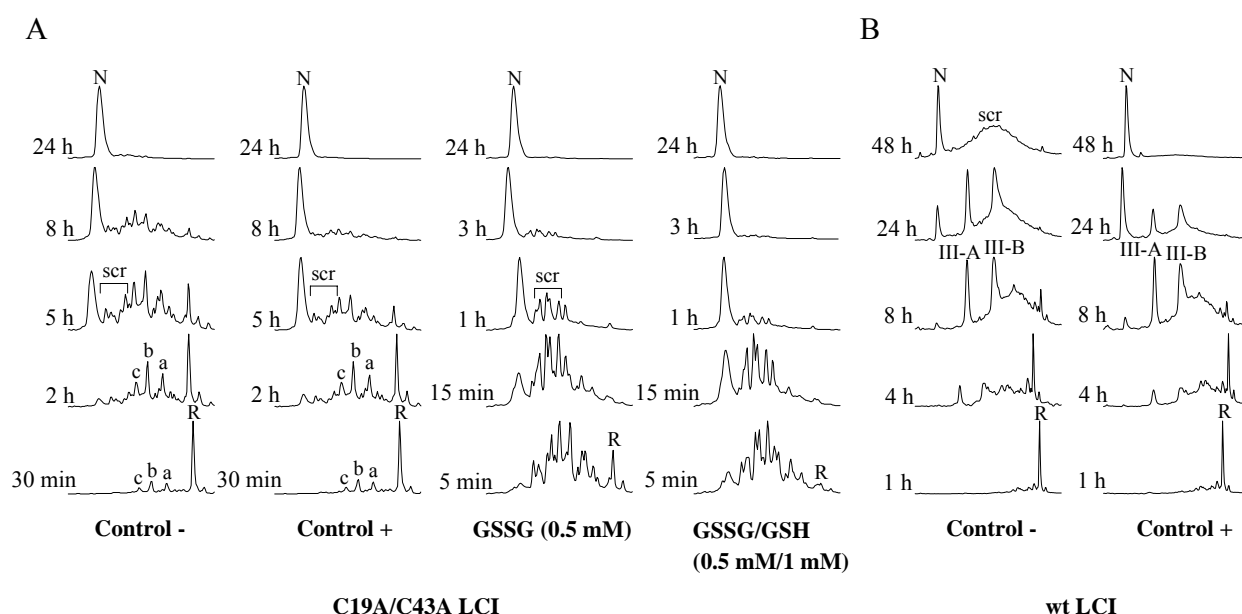 A
B
N N N N N N
scr
24 h 24 h 24 h 24 h 48 h 48 h
8 h 8 h 3 h 3 h 24 h 24 h
III-A III-B III-A III-B
scr scr scr
5 h 5 h 1 h 1 h 8 h 8 h
c b a c b a
2 h 2 h 15 min 15 min 4 h 4 h
R R R R R R
c b a c b a
30 min 30 min 5 min 5 min 1 h 1 h
Control - Control + GSSG (0.5 mM) GSSG/GSH Control - Control +
(0.5 mM/1 mM)
C19A/C43A LCI wt LCI